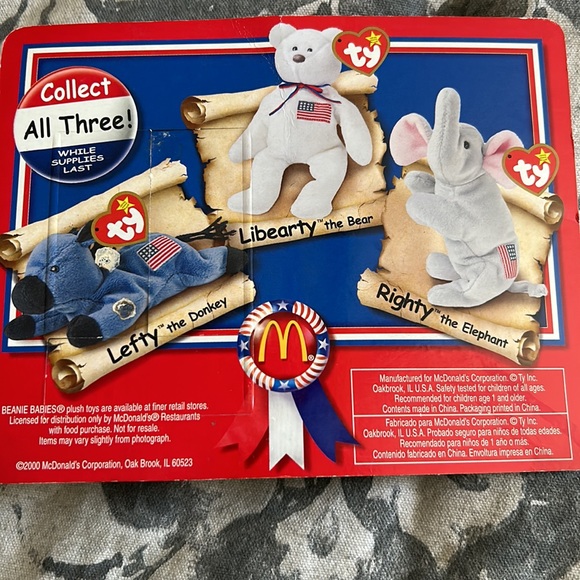 Collect
All Three!
WHILE
SUPPLIES
LAST
ty
ty
ty
Libearty™ the Bear
Lefty™ the Donkey
Righty™ the Elephant
M®
BEANIE BABIES® plush toys are available at finer retail stores.
Licensed for distribution only by McDonald's® Restaurants
with food purchase. Not for resale.
Items may vary slightly from photograph.
©2000 McDonald's Corporation, Oak Brook, IL 60523
Manufactured for McDonald's Corporation. © Ty Inc.
Oakbrook, IL U.S.A. Safety tested for children of all ages.
Recommended for children age 1 and older.
Contents made in China. Packaging printed in China.
Fabricado para McDonald's Corporation. © Ty Inc.
Oakbrook, IL U.S.A. Probado seguro para niños de todas edades.
Recomendado para niños de 1 año o más.
Contenido fabricado en China. Envoltura impresa en China.